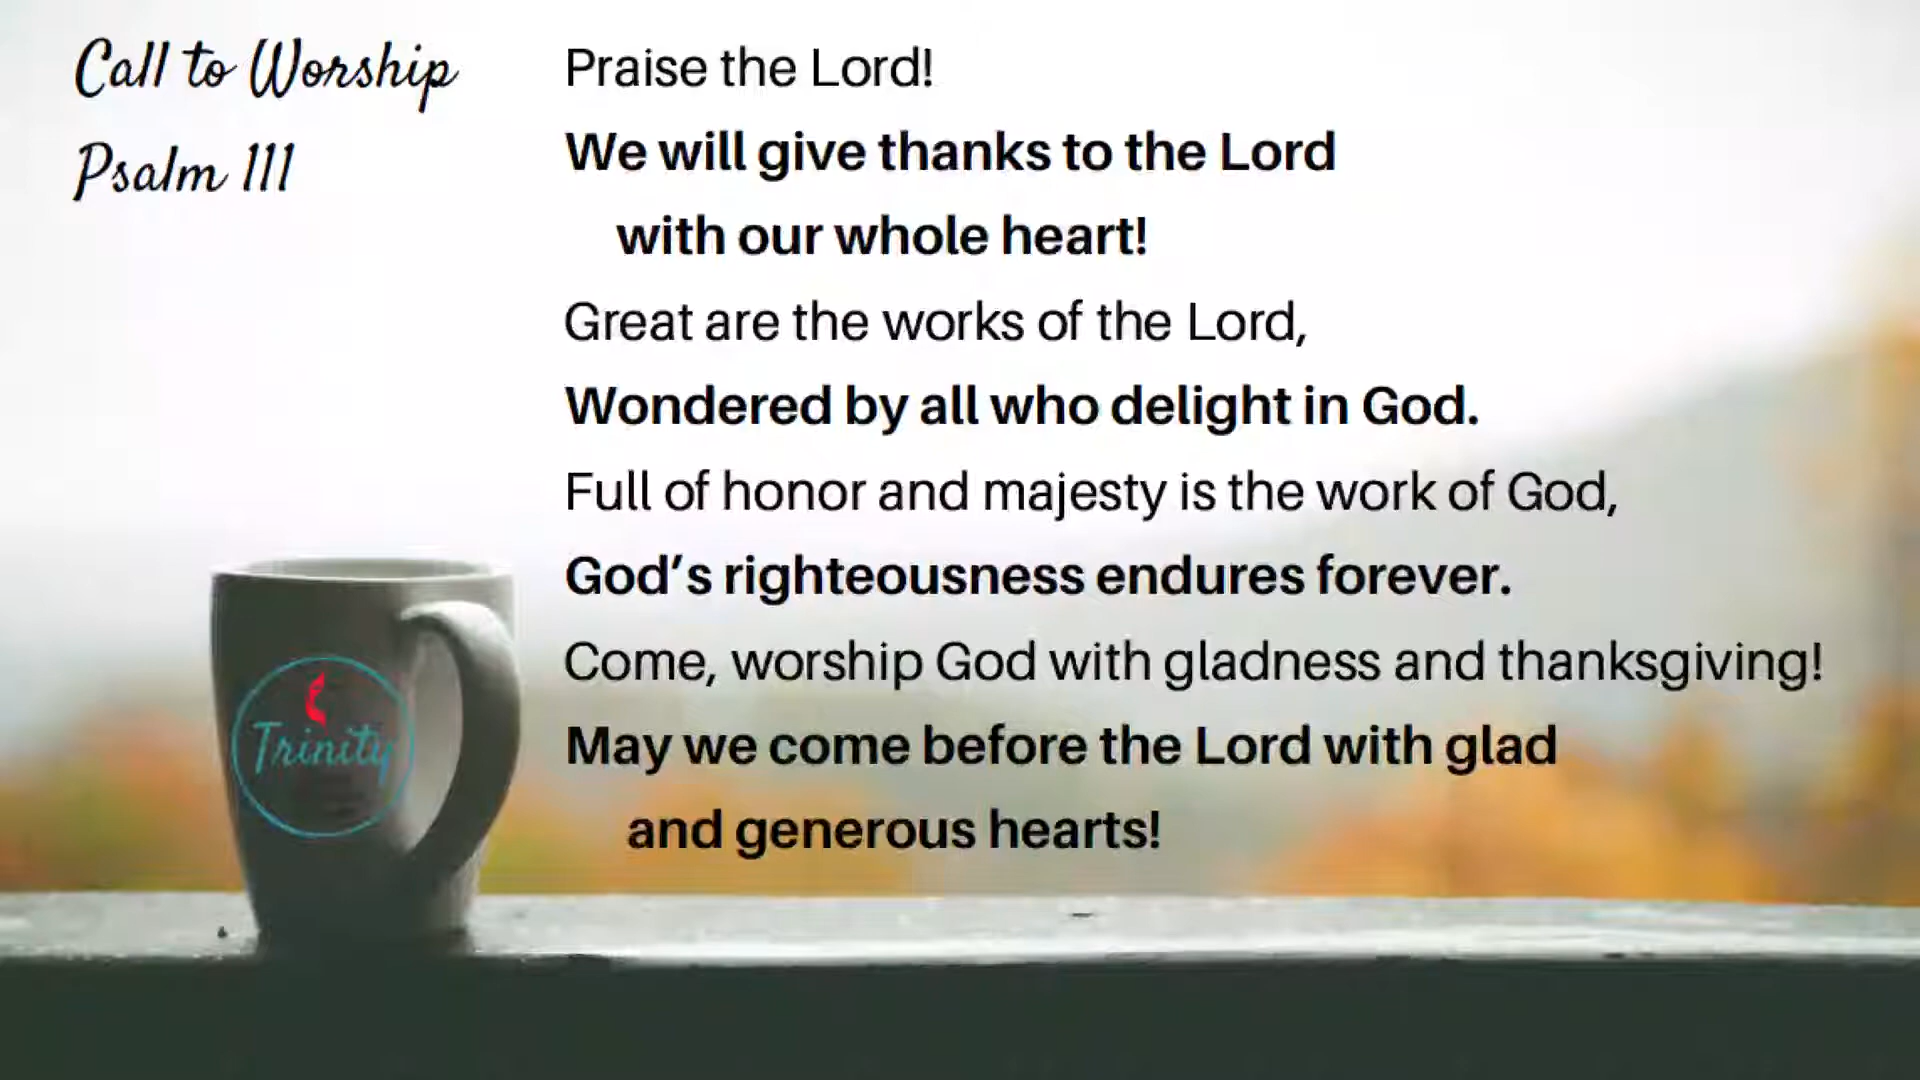 Call to Worship
Psalm 111
Praise the Lord!
We will give thanks to the Lord
with our whole heart!
Great are the works of the Lord,
Wondered by all who delight in God.
Full of honor and majesty is the work of God,
God’s righteousness endures forever.
Come, worship God with gladness and thanksgiving!
May we come before the Lord with glad
and generous hearts!
Trinity